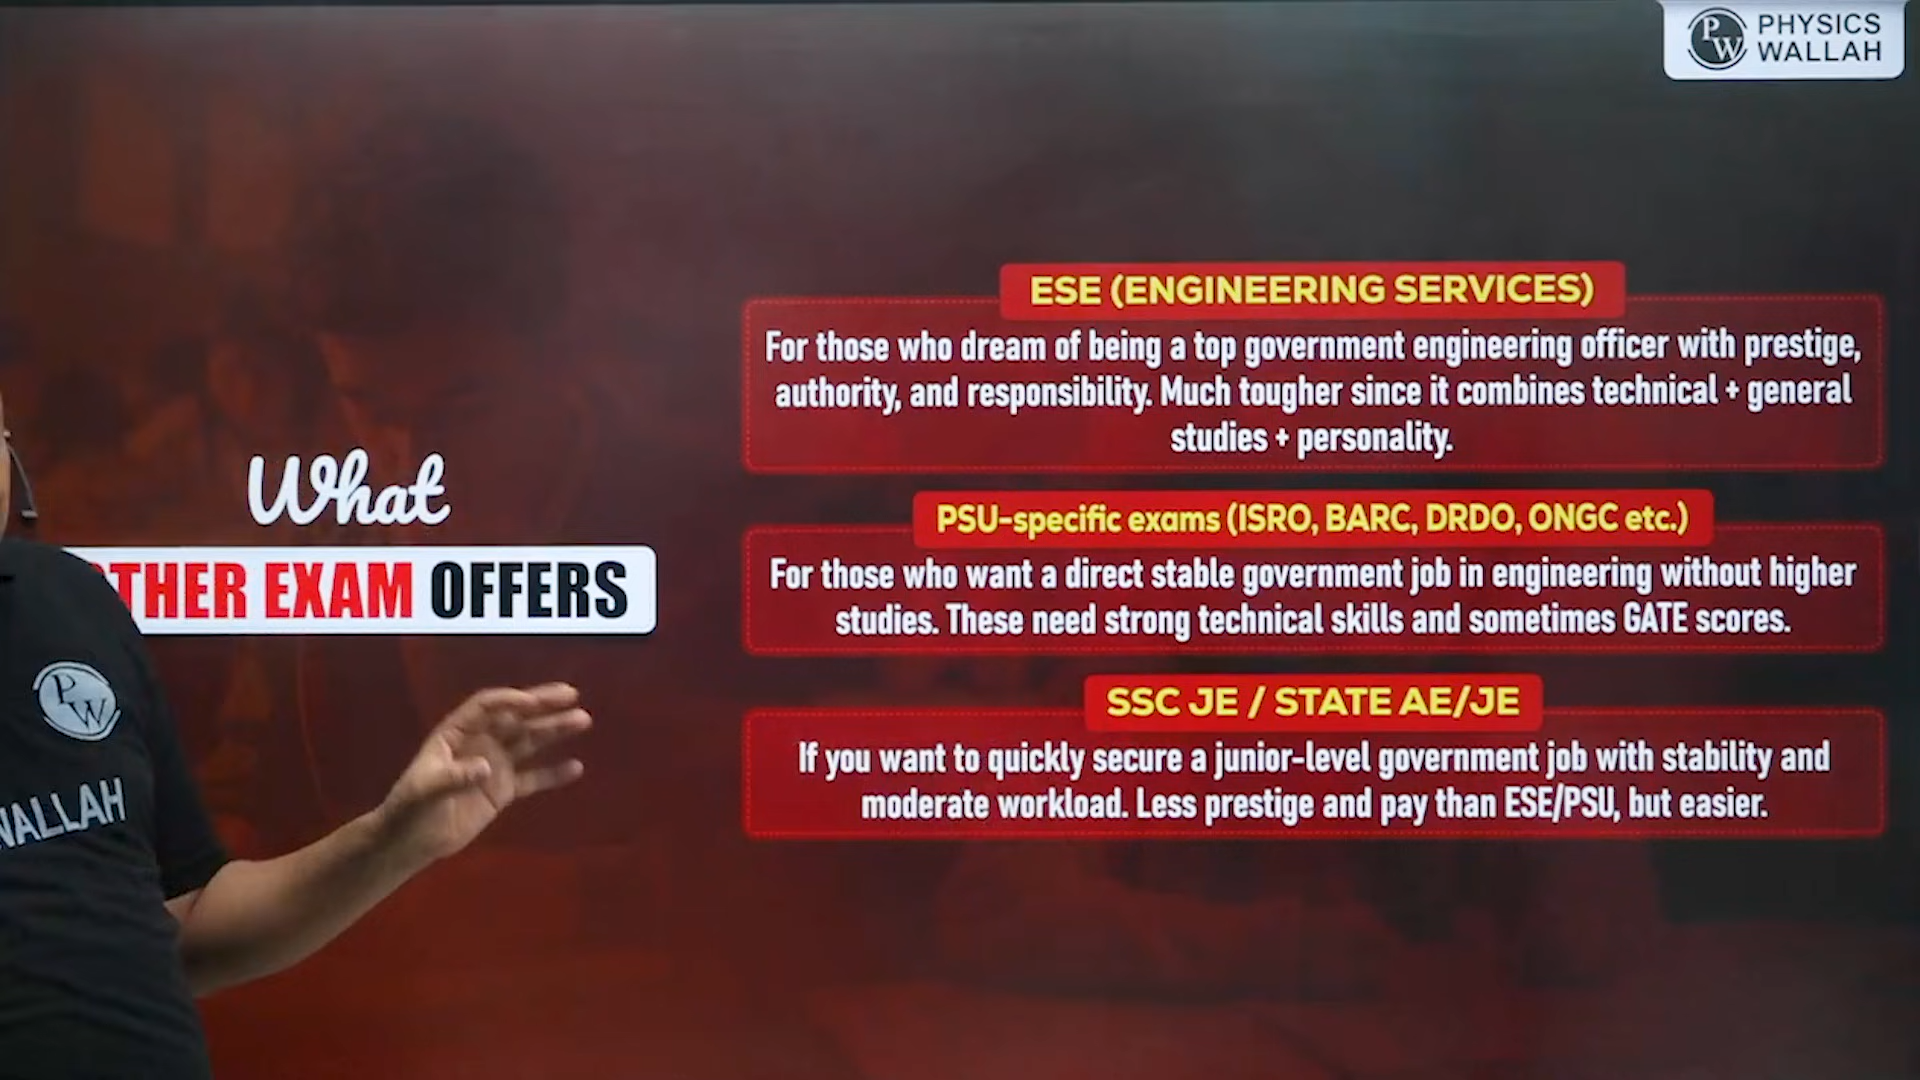 PHYSICS
WALLAH
PW
What
THER EXAM OFFERS
ESE (ENGINEERING SERVICES)
For those who dream of being a top government engineering officer with prestige,
authority, and responsibility. Much tougher since it combines technical + general
studies + personality.
PSU-specific exams (ISRO, BARC, DRDO, ONGC etc.)
For those who want a direct stable government job in engineering without higher
studies. These need strong technical skills and sometimes GATE scores.
SSC JE / STATE AE/JE
If you want to quickly secure a junior-level government job with stability and
moderate workload. Less prestige and pay than ESE/PSU, but easier.
PW
WALLAH